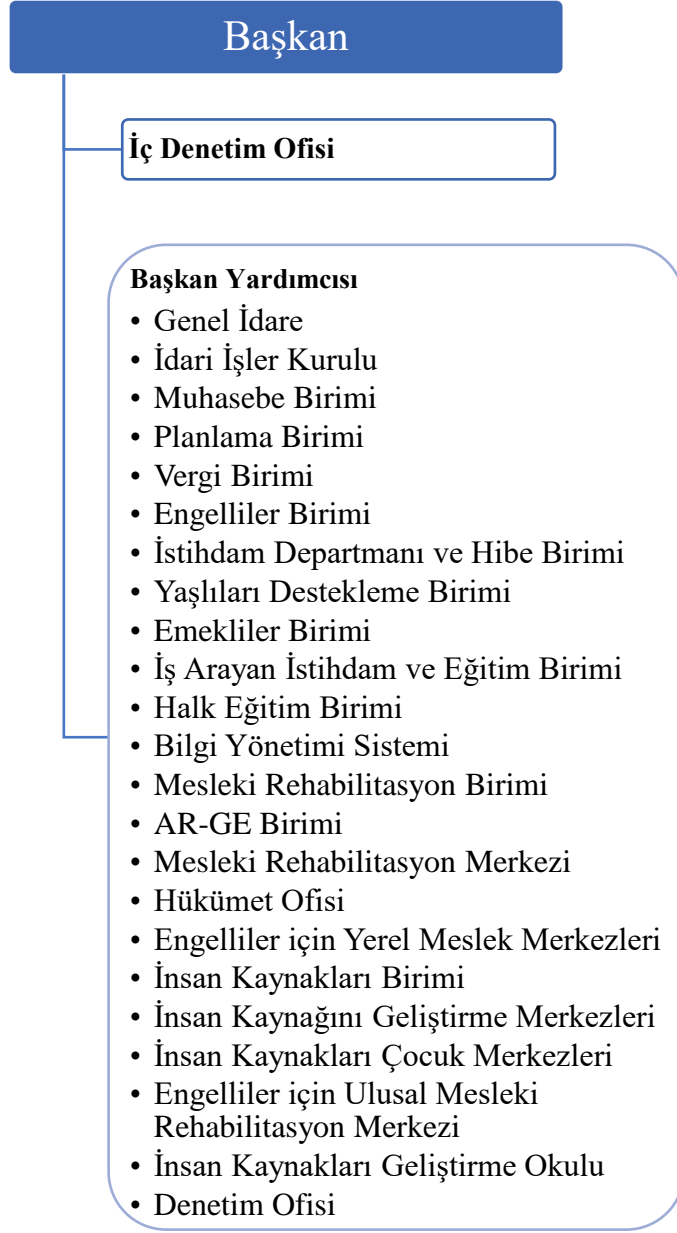 Başkan
İç Denetim Ofisi
Başkan Yardımcısı
• Genel İdare
• İdari İşler Kurulu
• Muhasebe Birimi
• Planlama Birimi
• Vergi Birimi
• Engelliler Birimi
• İstihdam Departmanı ve Hibe Birimi
• Yaşlıları Destekleme Birimi
• Emekliler Birimi
• İş Arayan İstihdam ve Eğitim Birimi
• Halk Eğitim Birimi
• Bilgi Yönetimi Sistemi
• Mesleki Rehabilitasyon Birimi
• AR-GE Birimi
• Mesleki Rehabilitasyon Merkezi
• Hükümet Ofisi
• Engelliler için Yerel Meslek Merkezleri
• İnsan Kaynakları Birimi
• İnsan Kaynağını Geliştirme Merkezleri
• İnsan Kaynakları Çocuk Merkezleri
• Engelliler için Ulusal Mesleki
Rehabilitasyon Merkezi
• İnsan Kaynakları Geliştirme Okulu
• Denetim Ofisi